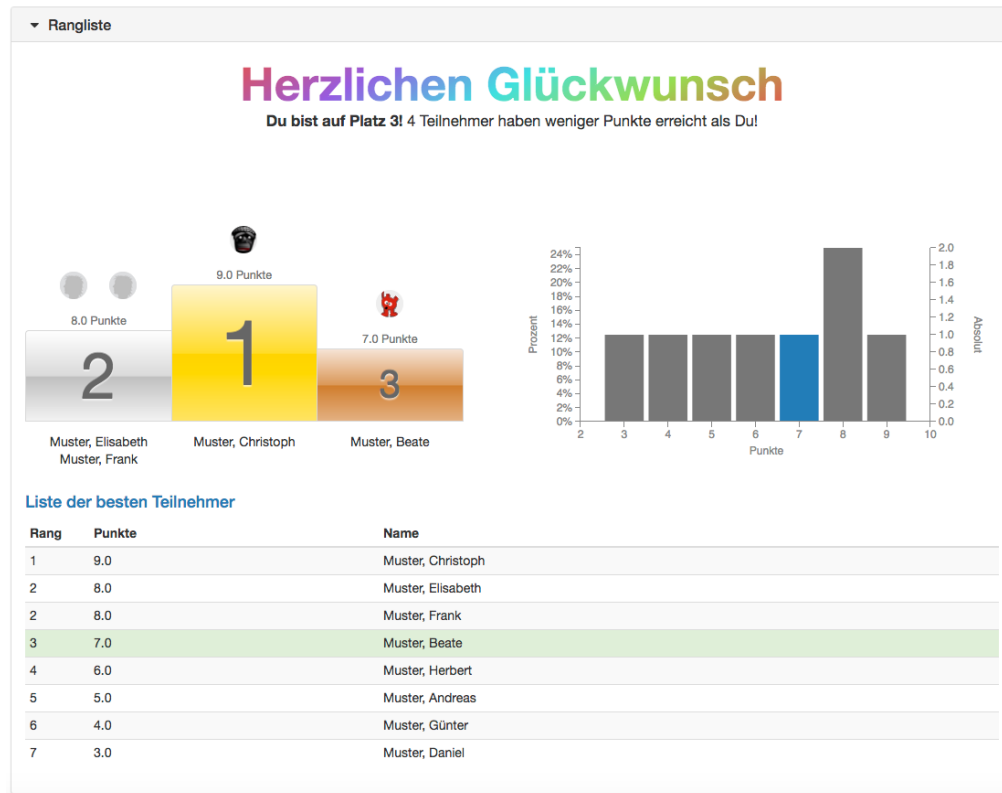 Rangliste
Herzlichen Glückwunsch
Du bist auf Platz 3! 4 Teilnehmer haben weniger Punkte erreicht als Du!
9.0 Punkte
8.0 Punkte
7.0 Punkte
2
1
3
Muster, Elisabeth
Muster, Frank
Muster, Christoph
Muster, Beate
Prozent
24%
22%
20%
18%
16%
14%
12%
10%
8%
6%
4%
2%
0%
2 3 4 5 6 7 8 9 10
Punkte
2.0
1.8
1.6
1.4
1.2
1.0
0.8
0.6
0.4
0.2
0.0
Absolut
Liste der besten Teilnehmer
Rang Punkte Name
1 9.0 Muster, Christoph
2 8.0 Muster, Elisabeth
2 8.0 Muster, Frank
3 7.0 Muster, Beate
4 6.0 Muster, Herbert
5 5.0 Muster, Andreas
6 4.0 Muster, Günter
7 3.0 Muster, Daniel